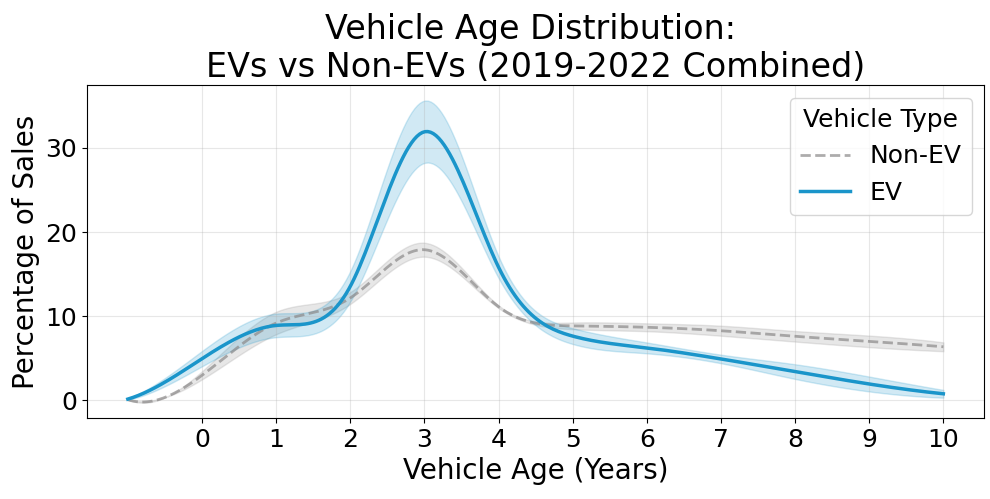 Vehicle Age Distribution:
EVs vs Non-EVs (2019-2022 Combined)
Percentage of Sales
30
20
10
0
Vehicle Type
Non-EV
EV
0 1 2 3 4 5 6 7 8 9 10
Vehicle Age (Years)